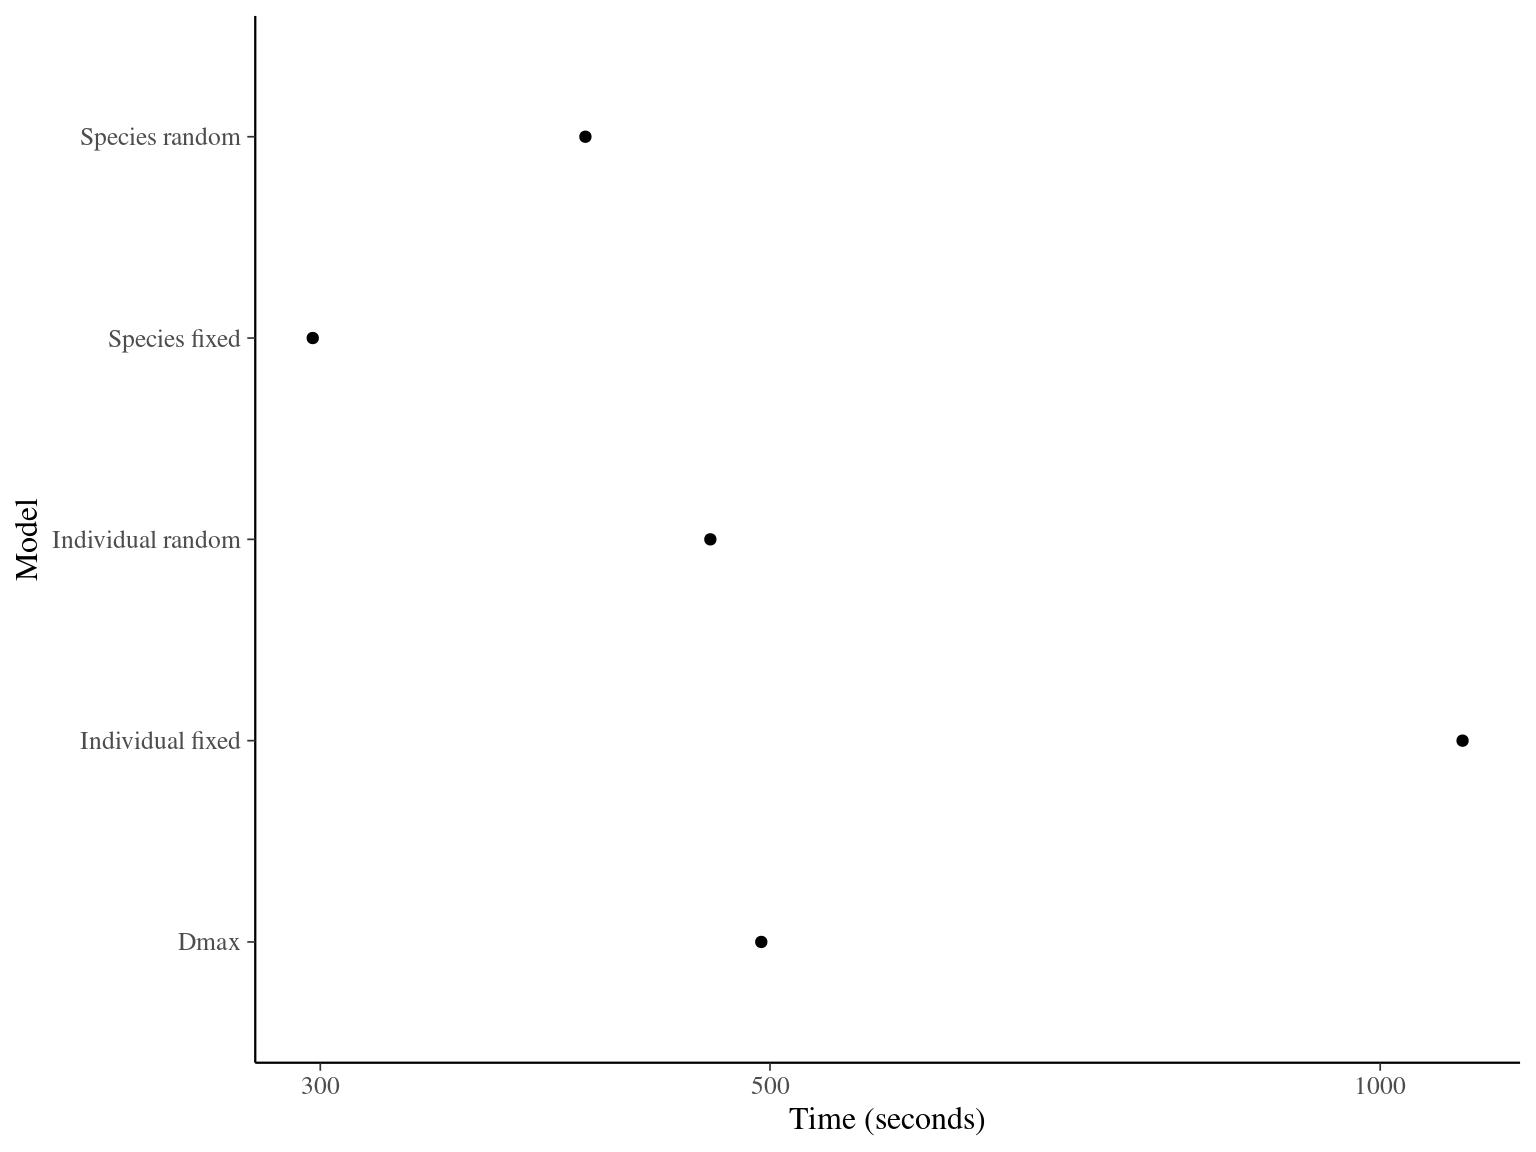 Species random
Species fixed
Individual random
Individual fixed
Dmax
Model
300
500
1000
Time (seconds)